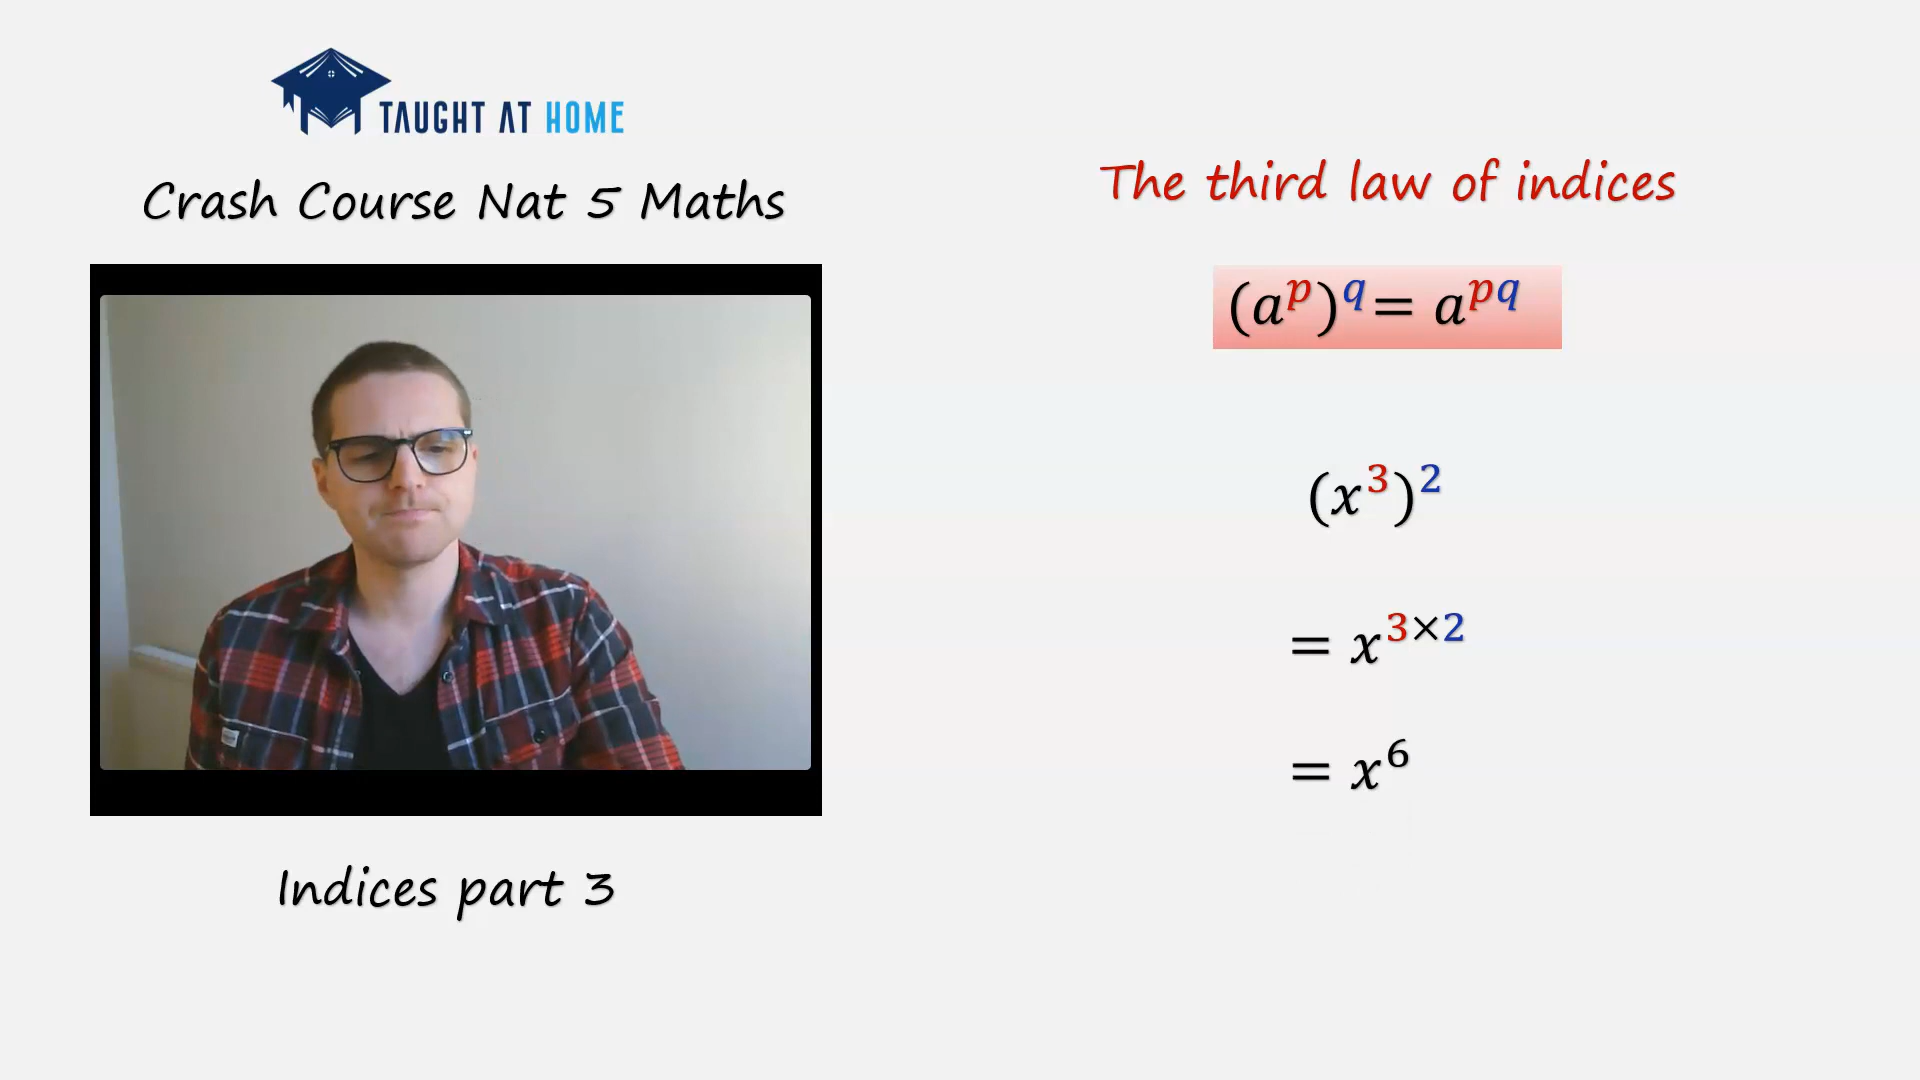 TAUGHT AT HOME
Crash Course Nat 5 Maths
Indices part 3
The third law of indices
(a^p)^q = a^pq
(x^3)^2
= x^3×2
= x^6